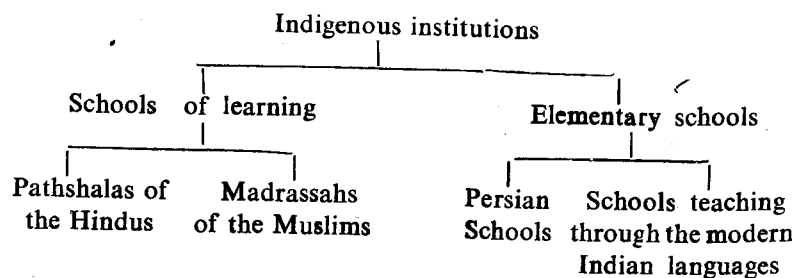 Indigenous institutions
Schools of learning
Elementary schools
Pathshalas of
the Hindus
Madrassahs
of the Muslims
Persian
Schools
Schools teaching
through the modern
Indian languages